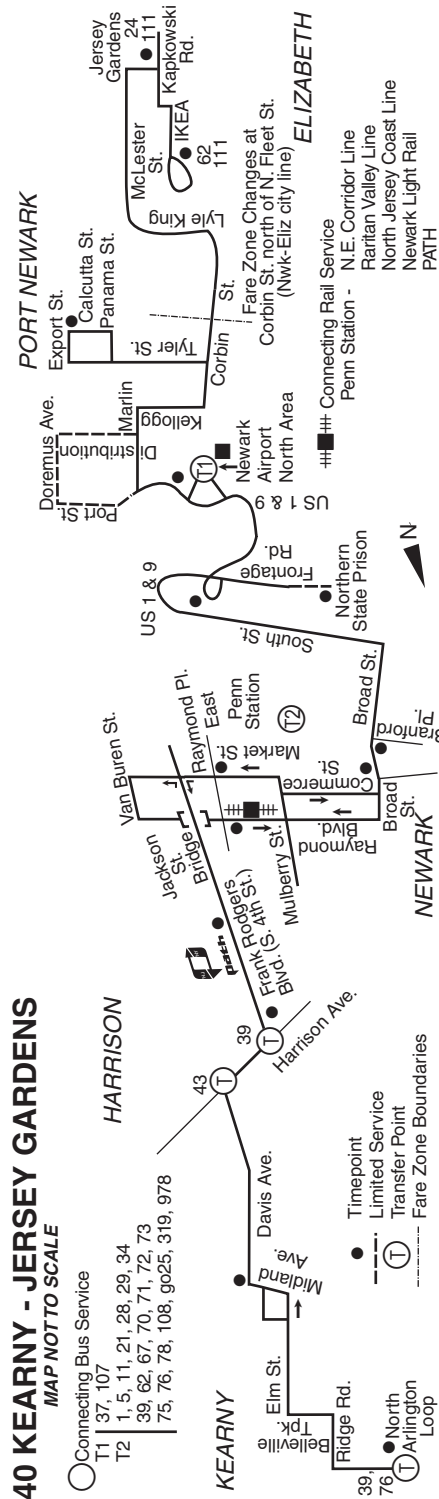 40 KEARNY - JERSEY GARDENS
MAP NOT TO SCALE
Connecting Bus Service
T1 37, 107
T2 1, 5, 11, 21, 28, 29, 34
39, 62, 67, 70, 71, 72, 73
75, 76, 78, 108, go25, 319, 978
KEARNY
HARRISON
39,
76
T
North
Arlington
Loop
Ridge Rd.
Belleville
Tpk.
Elm St.
Midland
Ave.
Davis Ave.
43
T
39
T
Harrison Ave.
Frank Rodgers
Blvd. (S. 4th St.)
path
Jackson
St.
Bridge
Van Buren St.
Raymond Pl.
East
Penn
Station
T2
Market St.
Mulberry St.
Commerce
St.
Raymond
Blvd.
Broad
St.
Branford
Pl.
Broad St.
NEWARK
South St.
US 1 & 9
Frontage
Rd.
Northern
State Prison
N
US 1 & 9
T1
Newark
Airport
North Area
Port St.
Doremus Ave.
Distribution
Marlin
Kellogg
Corbin
St.
Tyler St.
Export St.
Calcutta St.
Panama St.
PORT NEWARK
Lyle King
McLester
St.
Jersey
Gardens
24
111
Kapkowski
Rd.
IKEA
62
111
ELIZABETH
Fare Zone Changes at
Corbin St. north of N. Fleet St.
(Nwk-Eliz city line)
Connecting Rail Service
Penn Station - N.E. Corridor Line
Raritan Valley Line
North Jersey Coast Line
Newark Light Rail
PATH
Timepoint
Limited Service
T Transfer Point
Fare Zone Boundaries